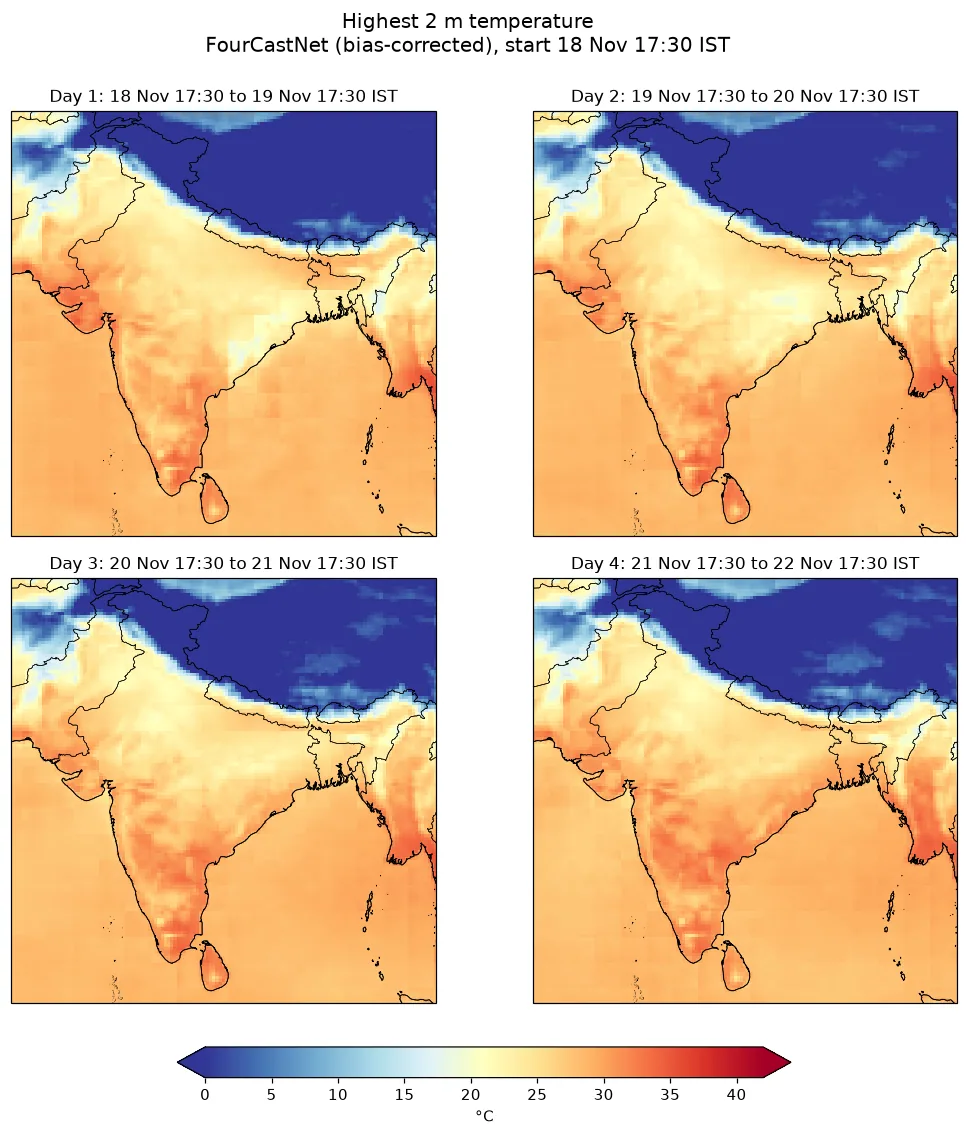 Highest 2 m temperature
FourCastNet (bias-corrected), start 18 Nov 17:30 IST
Day 1: 18 Nov 17:30 to 19 Nov 17:30 IST
Day 2: 19 Nov 17:30 to 20 Nov 17:30 IST
Day 3: 20 Nov 17:30 to 21 Nov 17:30 IST
Day 4: 21 Nov 17:30 to 22 Nov 17:30 IST
0 5 10 15 20 25 30 35 40
°C